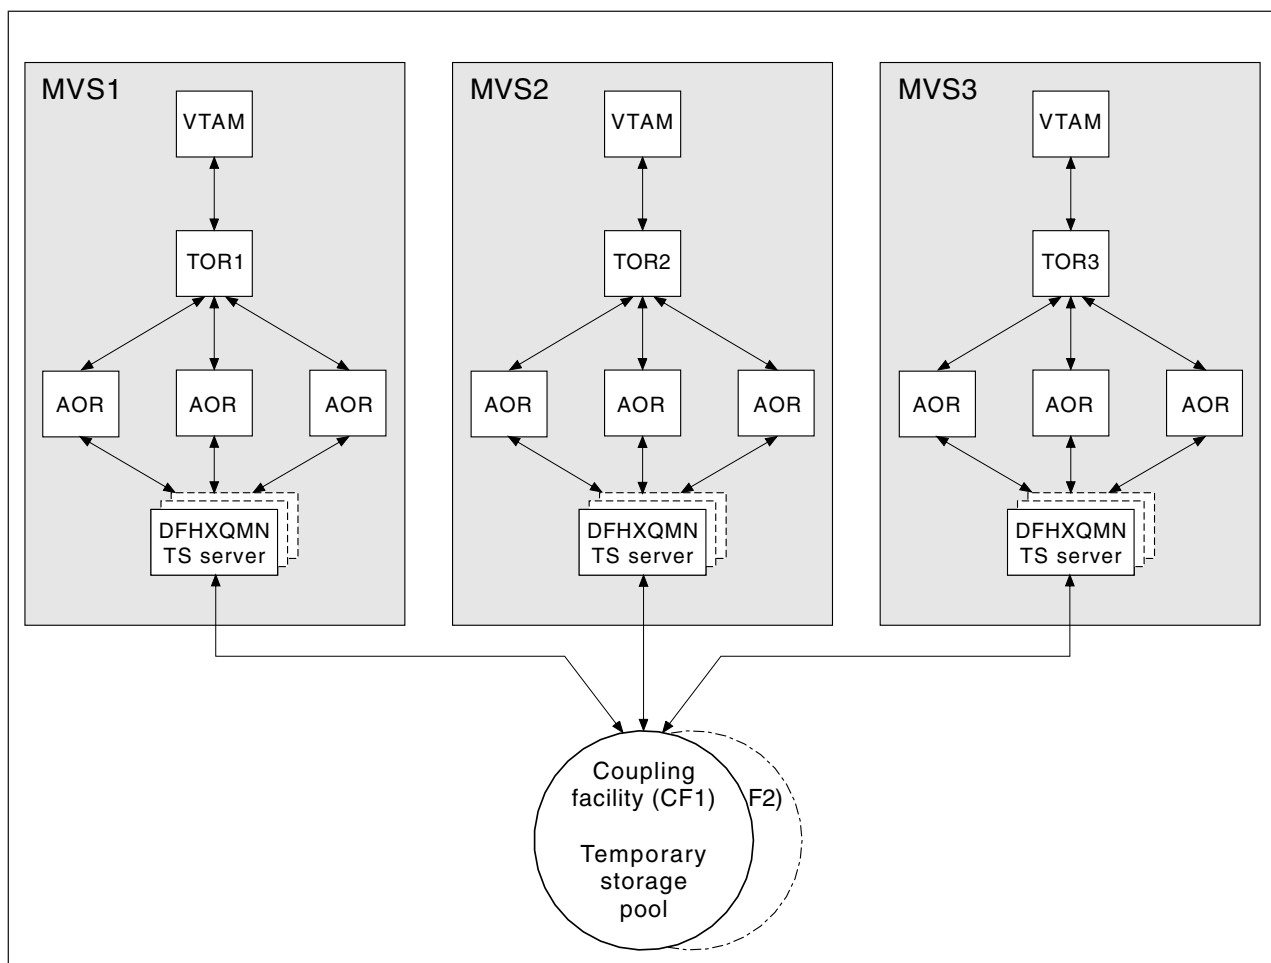 MVS1
VTAM
TOR1
AOR
AOR
AOR
DFHXQMN
TS server
MVS2
VTAM
TOR2
AOR
AOR
AOR
DFHXQMN
TS server
MVS3
VTAM
TOR3
AOR
AOR
AOR
DFHXQMN
TS server
Coupling
facility (CF1)
F2)
Temporary
storage
pool